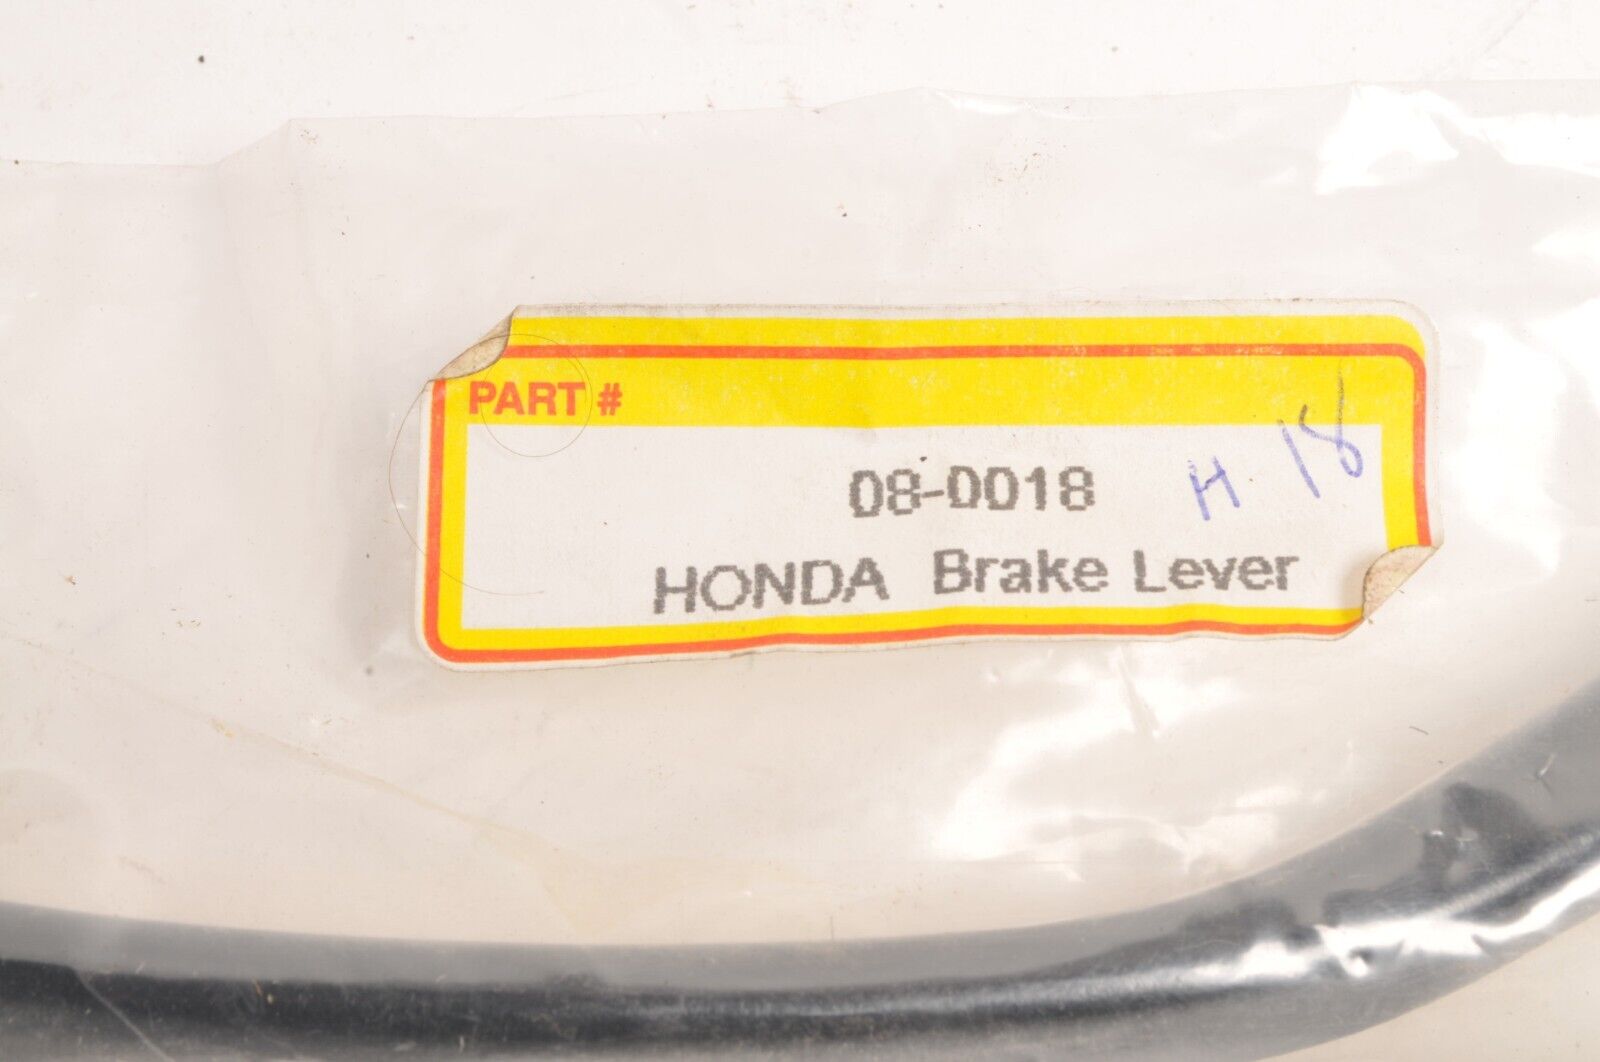 PART #
08-0018 H 18
HONDA Brake Lever